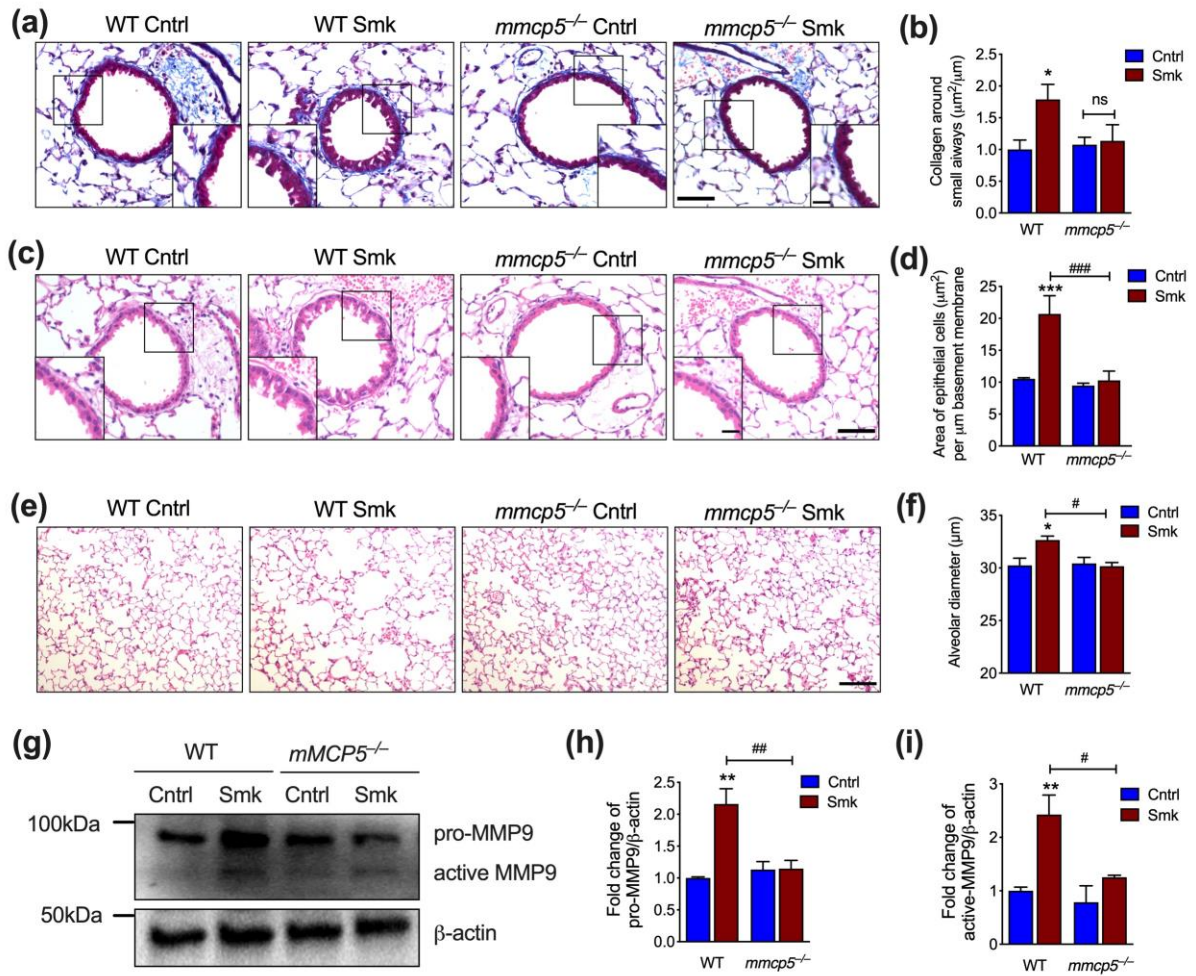 (a)
WT Cntrl
WT Smk
mmcp5–/– Cntrl
mmcp5–/– Smk
(b)
Collagen around
small aiways (μm²/μm)
2.5
2.0
1.5
1.0
0.5
0.0
*
ns
Cntrl
Smk
WT
mmcp5–/–
(c)
WT Cntrl
WT Smk
mmcp5–/– Cntrl
mmcp5–/– Smk
(d)
Area of epithelial cells (μm²)
per μm basement membrane
25
20
15
10
5
0
***
###
Cntrl
Smk
WT
mmcp5–/–
(e)
WT Cntrl
WT Smk
mmcp5–/– Cntrl
mmcp5–/– Smk
(f)
Alveolar diameter (μm)
35
30
25
20
*
#
Cntrl
Smk
WT
mmcp5–/–
(g)
WT
mMCP5–/–
Cntrl
Smk
Cntrl
Smk
100kDa
pro-MMP9
active MMP9
50kDa
β-actin
(h)
Fold change of
pro-MMP9/β-actin
2.5
2.0
1.5
1.0
0.5
0.0
**
##
Cntrl
Smk
WT
mmcp5–/–
(i)
Fold change of
active-MMP9/β-actin
3
2
1
0
**
#
Cntrl
Smk
WT
mmcp5–/–